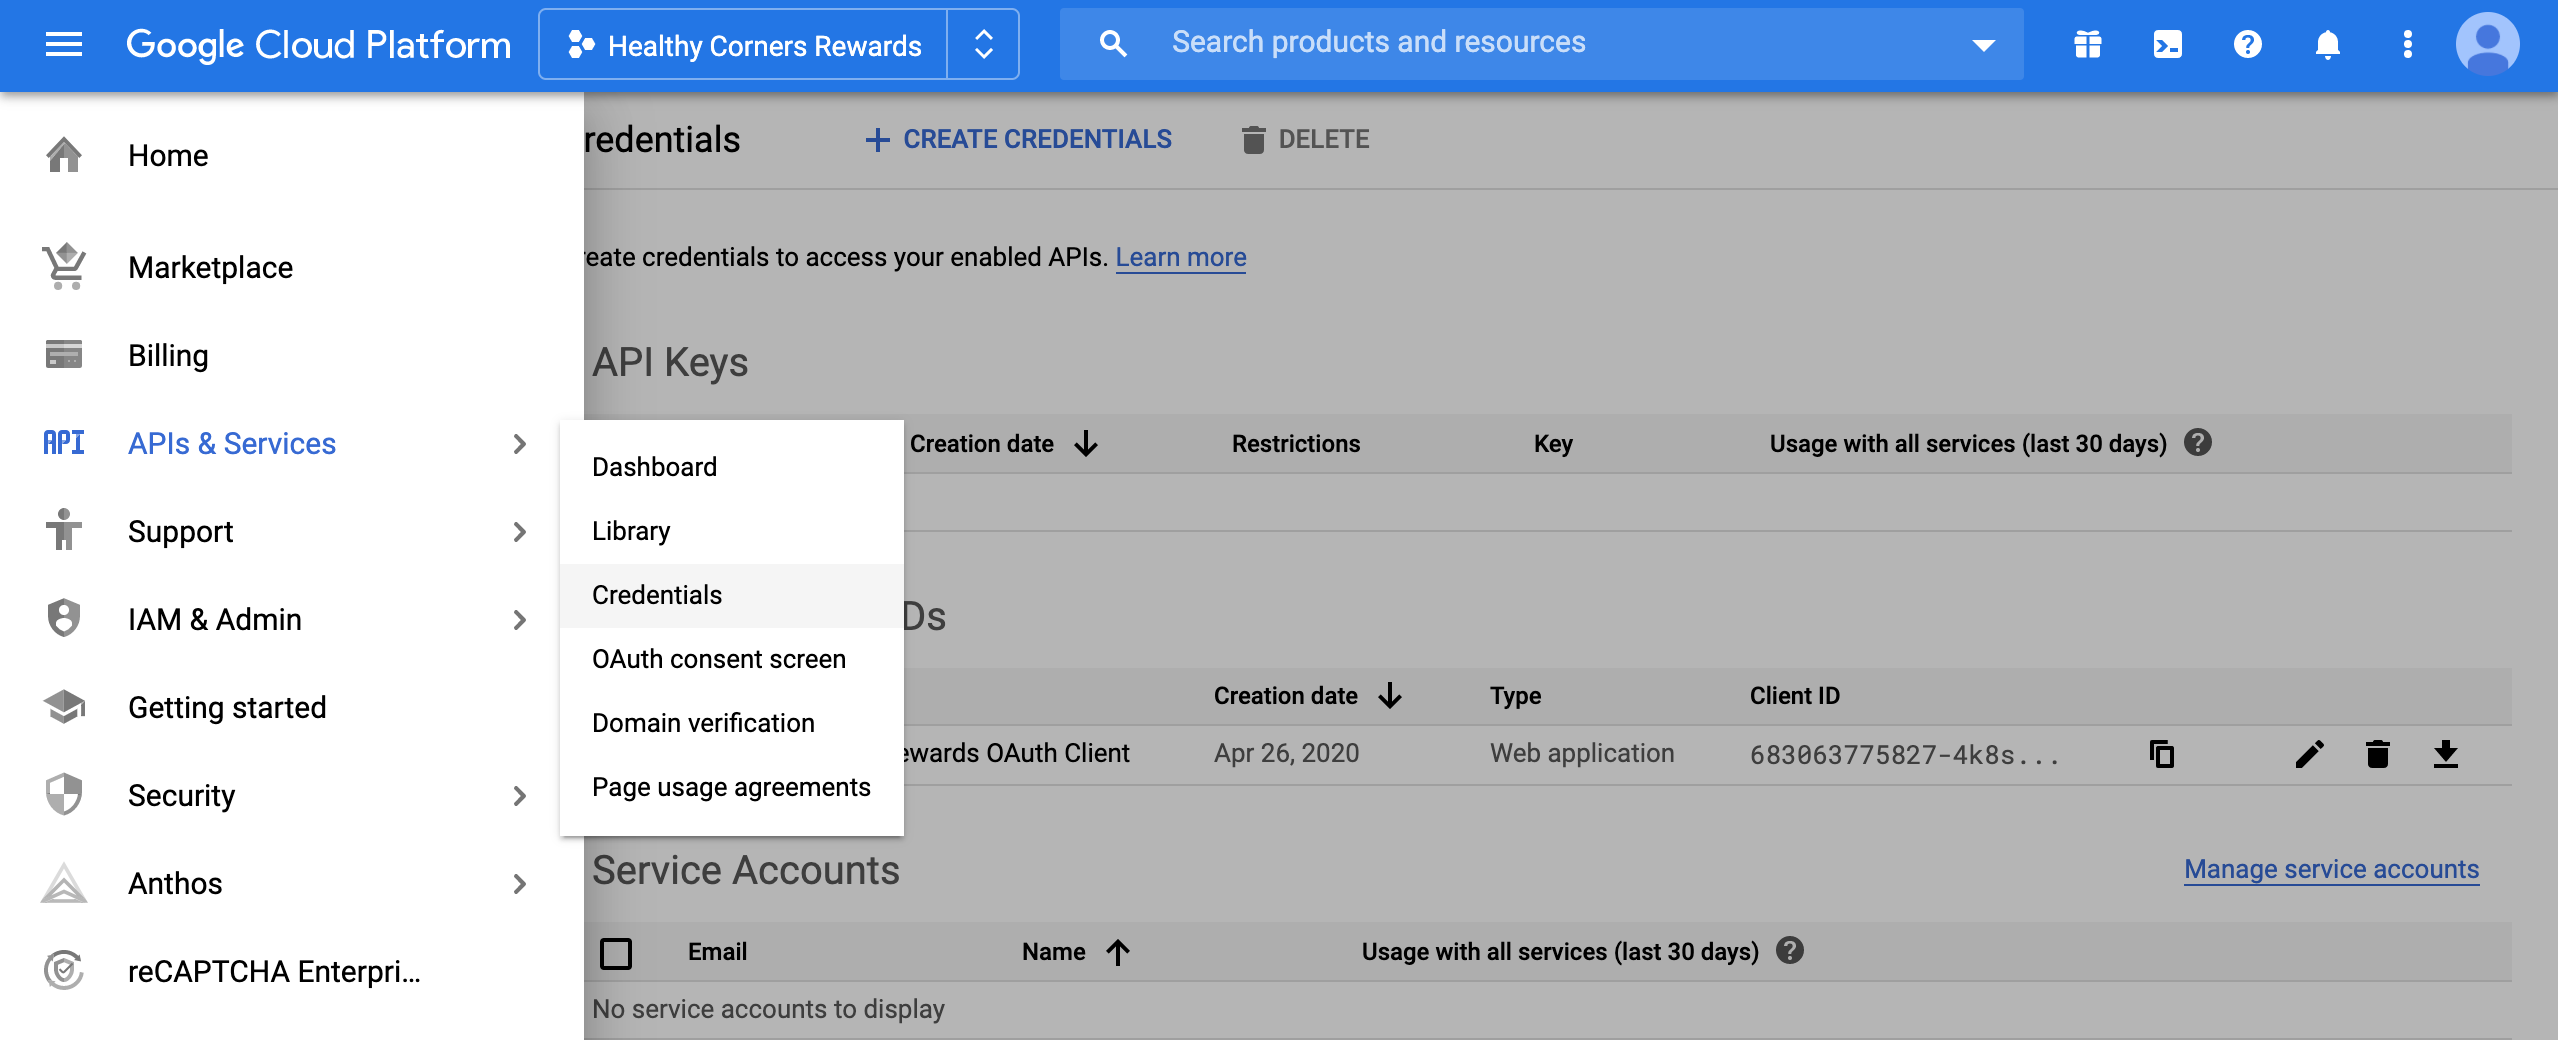 Google Cloud Platform
Healthy Corners Rewards
Search products and resources
Home
Marketplace
Billing
API APIs & Services
Support
IAM & Admin
Getting started
Security
Anthos
reCAPTCHA Enterpri...
Dashboard
Library
Credentials
OAuth consent screen
Domain verification
Page usage agreements
redentials
+ CREATE CREDENTIALS
DELETE
reate credentials to access your enabled APIs. Learn more
API Keys
Creation date Restrictions Key Usage with all services (last 30 days)
Ds
Creation date Type Client ID
ewards OAuth Client Apr 26, 2020 Web application 683063775827-4k8s...
Service Accounts
Manage service accounts
Email Name Usage with all services (last 30 days)
No service accounts to display